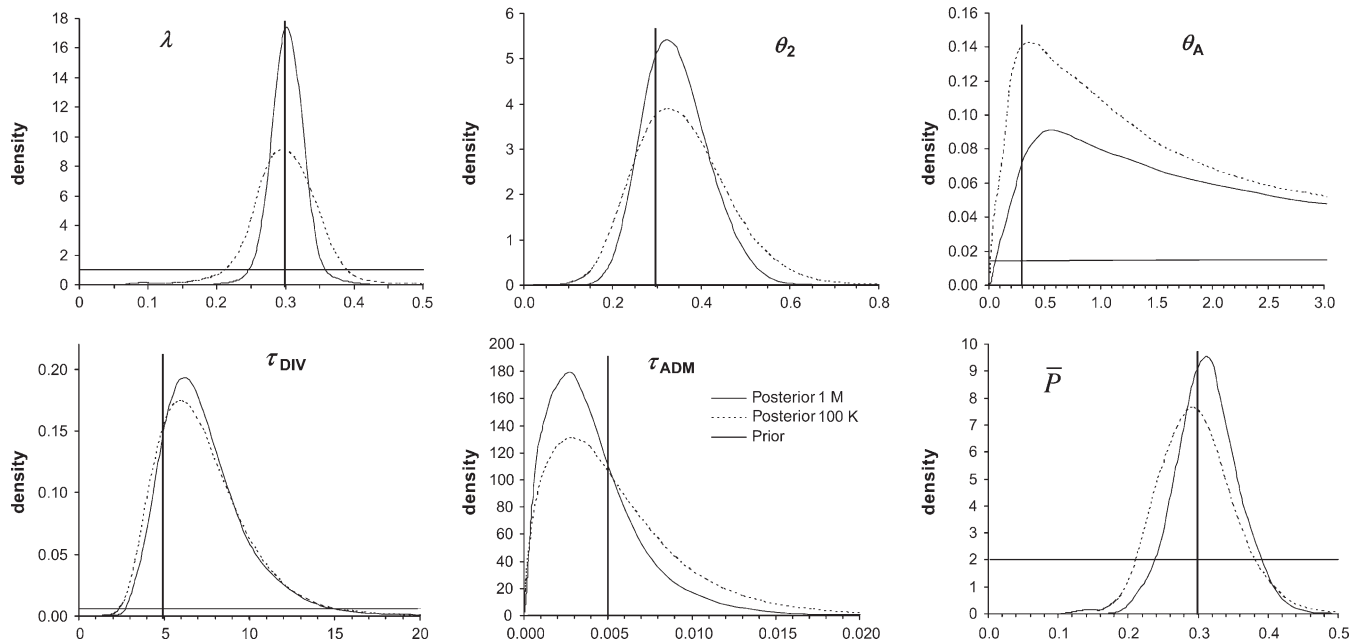 λ
density
18
16
14
12
10
8
6
4
2
0
0 0.1 0.2 0.3 0.4 0.5
θ2
density
6
5
4
3
2
1
0
0.0 0.2 0.4 0.6 0.8
θA
density
0.16
0.14
0.12
0.10
0.08
0.06
0.04
0.02
0.00
0.0 0.5 1.0 1.5 2.0 2.5 3.0
τDIV
density
0.20
0.15
0.10
0.05
0.00
0 5 10 15 20
τADM
density
200
180
160
140
120
100
80
60
40
20
0
0.000 0.005 0.010 0.015 0.020
Posterior 1 M
Posterior 100 K
Prior
P̅
density
10
9
8
7
6
5
4
3
2
1
0
0.0 0.1 0.2 0.3 0.4 0.5